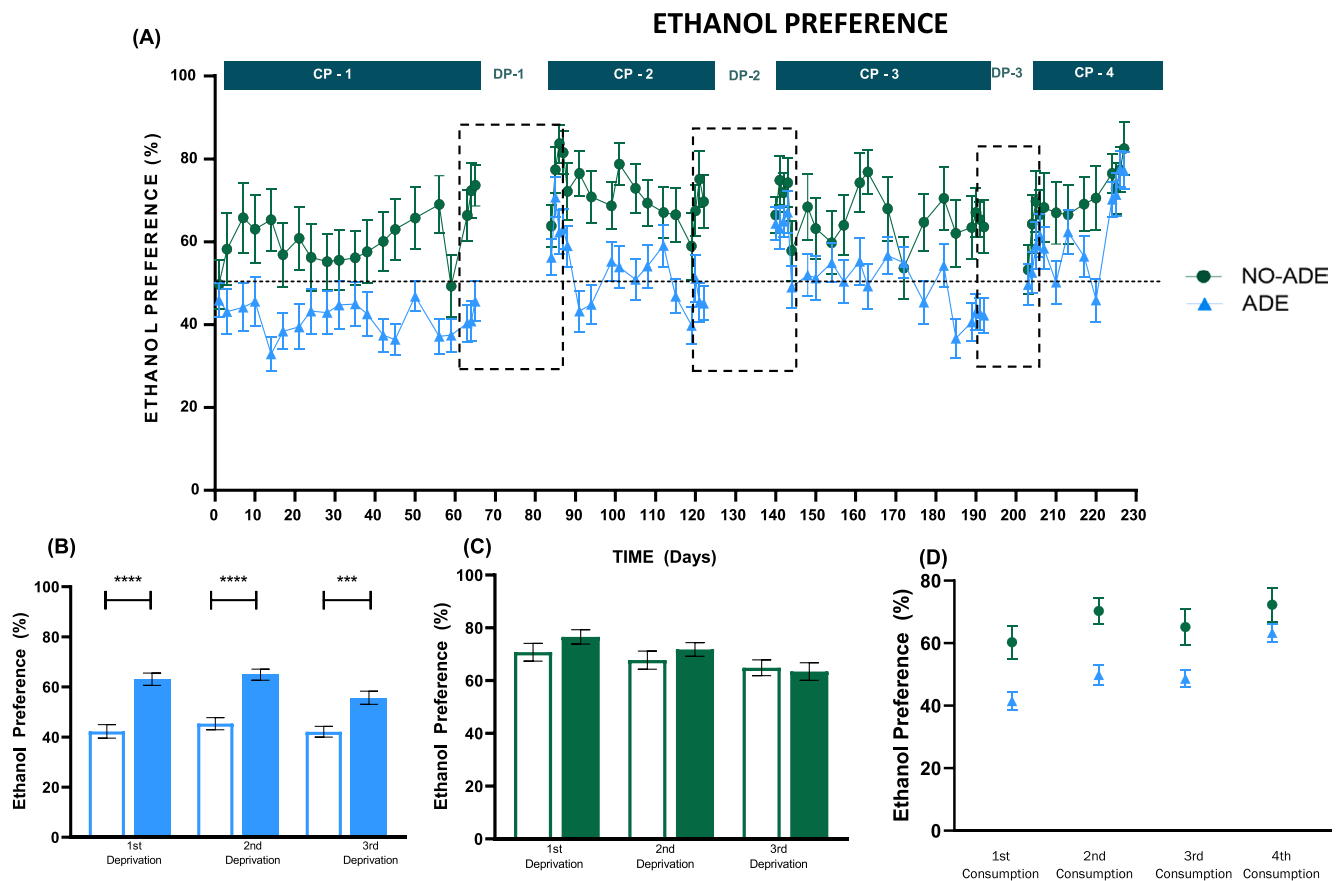 ETHANOL PREFERENCE
(A)
CP - 1
DP-1
CP - 2
DP-2
CP - 3
DP-3
CP - 4
ETHANOL PREFERENCE (%)
100
80
60
40
20
0
0 10 20 30 40 50 60 70 80 90 100 110 120 130 140 150 160 170 180 190 200 210 220 230
TIME (Days)
NO-ADE
ADE
(B)
Ethanol Preference (%)
100
80
60
40
20
0
**** **** ***
1st
Deprivation
2nd
Deprivation
3rd
Deprivation
(C)
Ethanol Preference (%)
100
80
60
40
20
0
1st
Deprivation
2nd
Deprivation
3rd
Deprivation
(D)
Ethanol Preference (%)
80
60
40
20
0
1st
Consumption
2nd
Consumption
3rd
Consumption
4th
Consumption